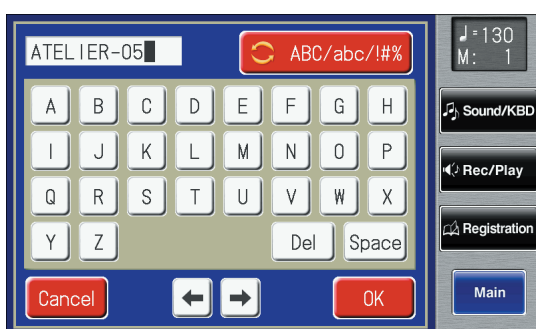 ATELIER-05
ABC/abc/!#%
A B C D E F G H
I J K L M N O P
Q R S T U V W X
Y Z Del Space
Cancel ← → OK
♩=130
M: 1
Sound/KBD
Rec/Play
Registration
Main